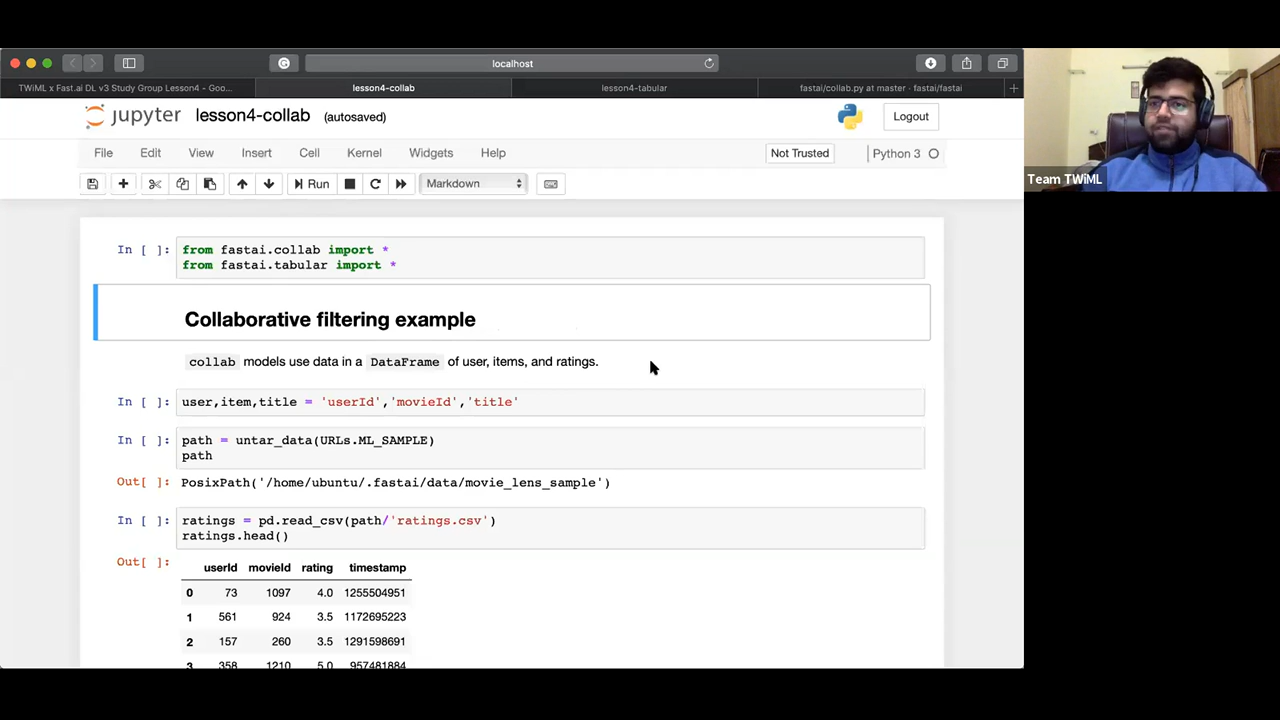 localhost
TWiML x Fast.ai DL v3 Study Group Lesson4 - Goo...
lesson4-collab
lesson4-tabular
fastai/collab.py at master · fastai/fastai
jupyter lesson4-collab (autosaved)
Logout
File Edit View Insert Cell Kernel Widgets Help
Not Trusted
Python 3
Run
Markdown
In [ ]: from fastai.collab import *
from fastai.tabular import *
Collaborative filtering example
collab models use data in a DataFrame of user, items, and ratings.
In [ ]: user,item,title = 'userId','movieId','title'
In [ ]: path = untar_data(URLs.ML_SAMPLE)
path
Out[ ]: PosixPath('/home/ubuntu/.fastai/data/movie_lens_sample')
In [ ]: ratings = pd.read_csv(path/'ratings.csv')
ratings.head()
Out[ ]:
userId movieId rating timestamp
0 73 1097 4.0 1255504951
1 561 924 3.5 1172695223
2 157 260 3.5 1291598691
3 358 1210 5.0 957481884
Team TWiML